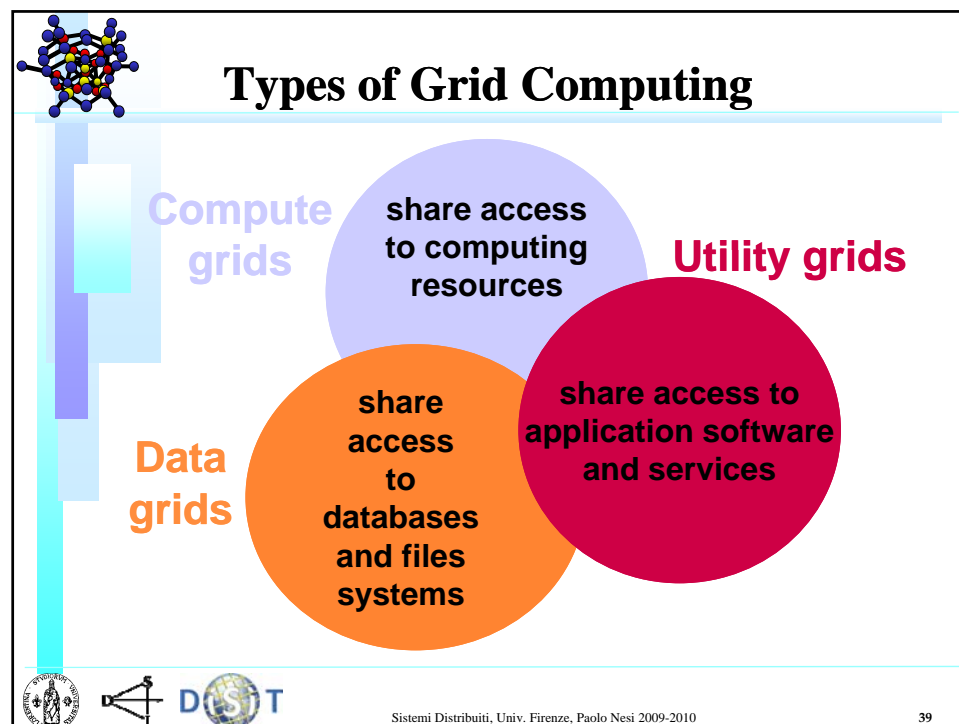 Types of Grid Computing
Compute
grids
share access
to computing
resources
Utility grids
share access to
application software
and services
Data
grids
share
access
to
databases
and files
systems
DISIT
Sistemi Distribuiti, Univ. Firenze, Paolo Nesi 2009-2010
39